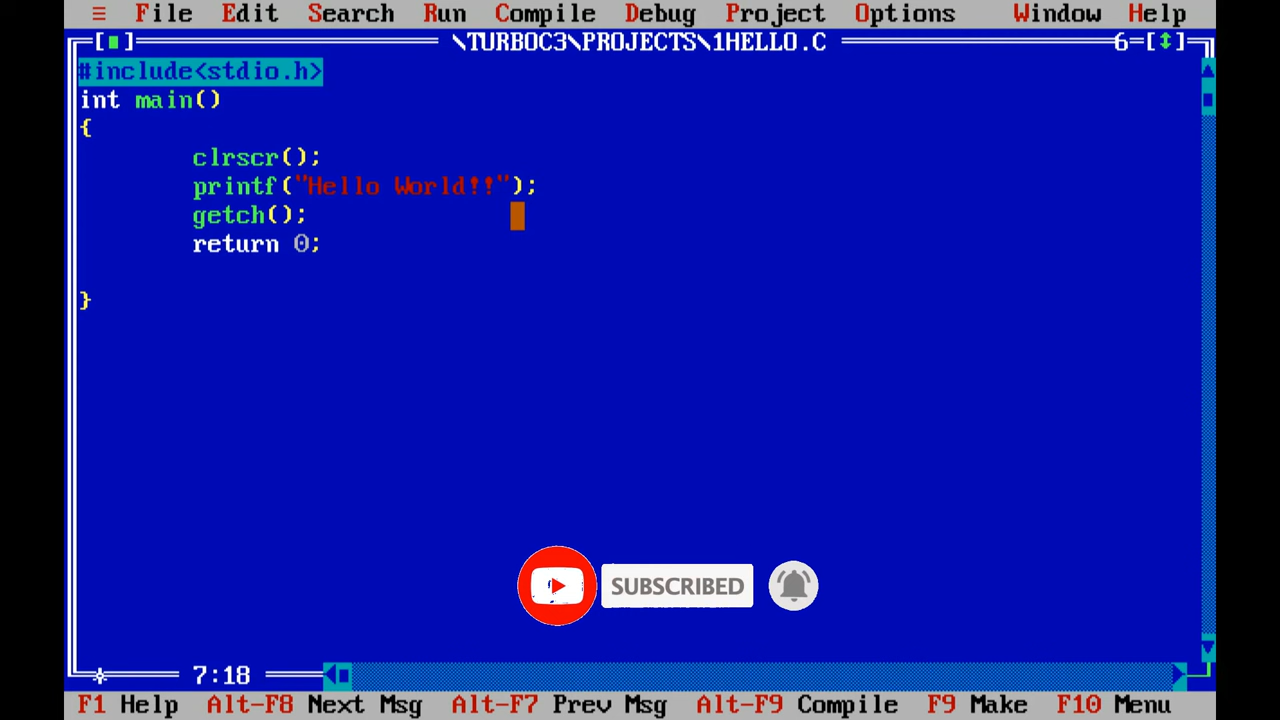 ≡ File Edit Search Run Compile Debug Project Options Window Help
[■] \TURBOC3\PROJECTS\1HELLO.C 6=[↕]
#include<stdio.h>
int main()
{
clrscr();
printf("Hello World!!");
getch();
return 0;
}
SUBSCRIBED
7:18
F1 Help Alt-F8 Next Msg Alt-F7 Prev Msg Alt-F9 Compile F9 Make F10 Menu